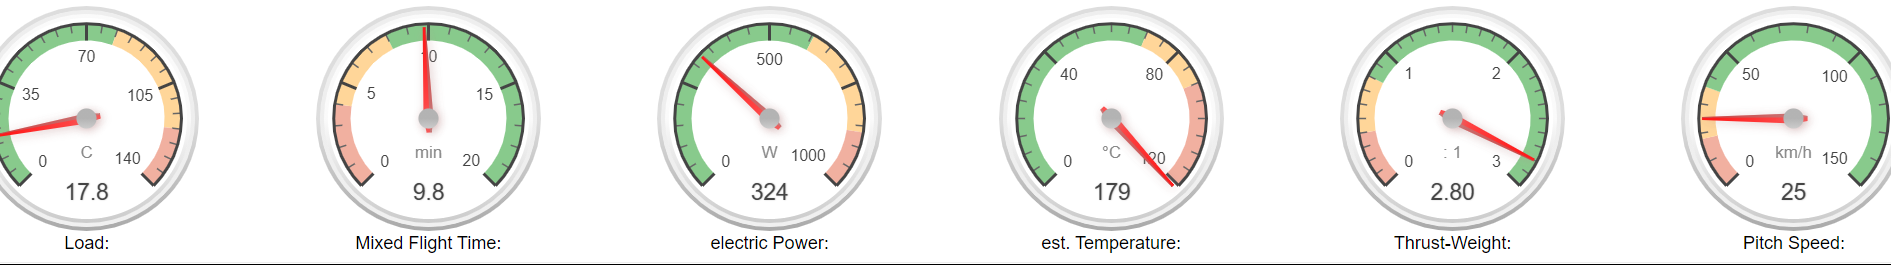 70
35
105
0
140
C
17.8
Load:
10
5
15
0
20
min
9.8
Mixed Flight Time:
500
0
1000
W
324
electric Power:
40
80
0
120
°C
179
est. Temperature:
1
2
0
3
: 1
2.80
Thrust-Weight:
50
100
0
150
km/h
25
Pitch Speed: